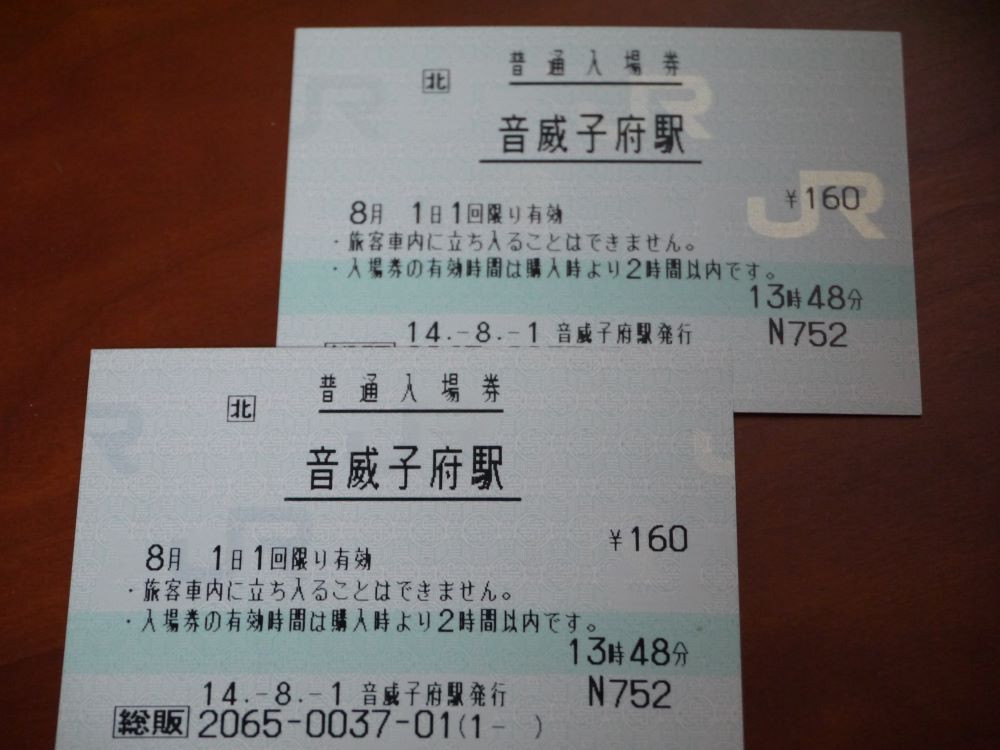 普通入場券
北
音威子府駅
¥160
8月 1日1回限り有効
・旅客車内に立ち入ることはできません。
・入場券の有効時間は購入時より2時間以内です。
13時48分
14.-8.-1 音威子府駅発行 N752
普通入場券
北
音威子府駅
¥160
8月 1日1回限り有効
・旅客車内に立ち入ることはできません。
・入場券の有効時間は購入時より2時間以内です。
13時48分
14.-8.-1 音威子府駅発行 N752
総販 2065-0037-01(1- )
JR
JR